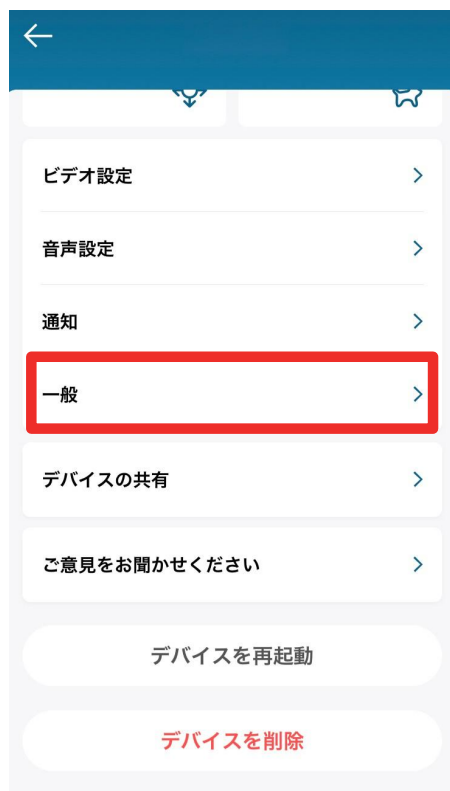 ビデオ設定
音声設定
通知
一般
デバイスの共有
ご意見をお聞かせください
デバイスを再起動
デバイスを削除